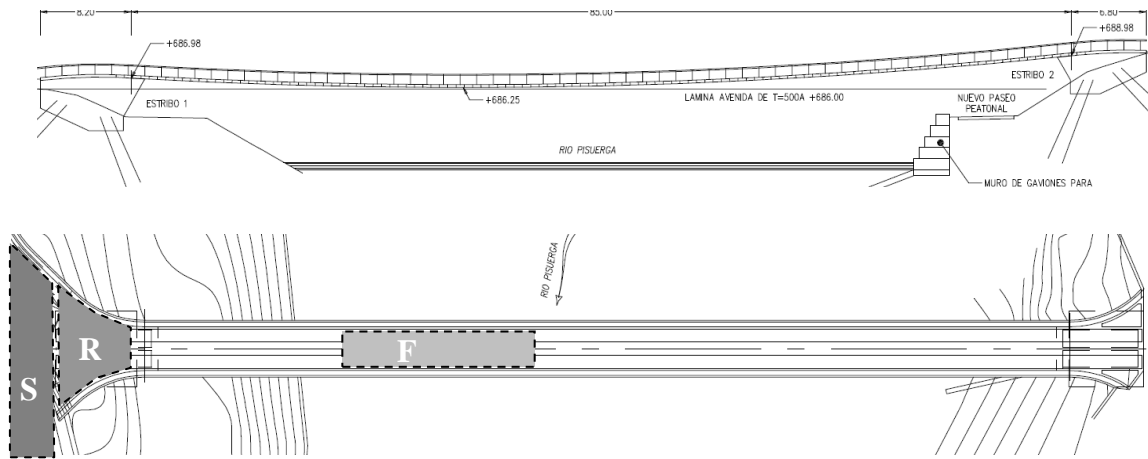 8.20
85.00
6.80
+686.98
+688.98
ESTRIBO 1
+686.25
LAMINA AVENIDA DE T=500A +686.00
ESTRIBO 2
NUEVO PASEO
PEATONAL
RIO PISUERGA
MURO DE GAVIONES PARA
RIO PISUERGA
S
R
F